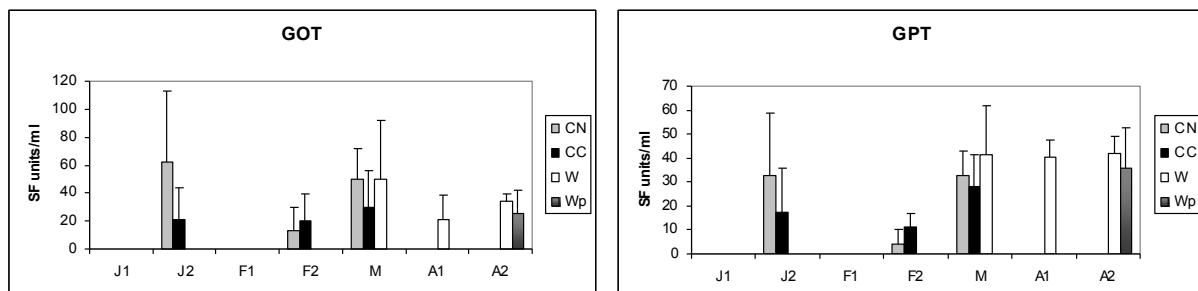 GOT
SF units/ml
120
100
80
60
40
20
0
J1 J2 F1 F2 M A1 A2
CN
CC
W
Wp
GPT
SF units/ml
70
60
50
40
30
20
10
0
J1 J2 F1 F2 M A1 A2
CN
CC
W
Wp